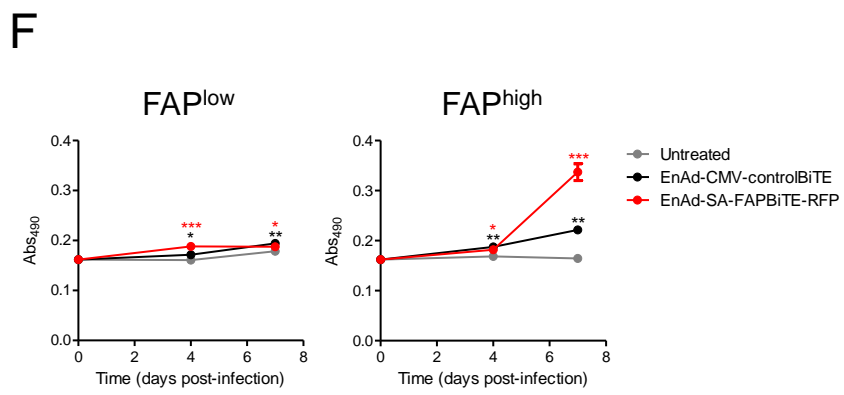 F
FAPlow
FAPhigh
0.4
0.3
0.2
0.1
0.0
Abs490
***
*
*
**
0 2 4 6 8
Time (days post-infection)
0.4
0.3
0.2
0.1
0.0
Abs490
*
**
***
**
0 2 4 6 8
Time (days post-infection)
Untreated
EnAd-CMV-controlBiTE
EnAd-SA-FAPBiTE-RFP